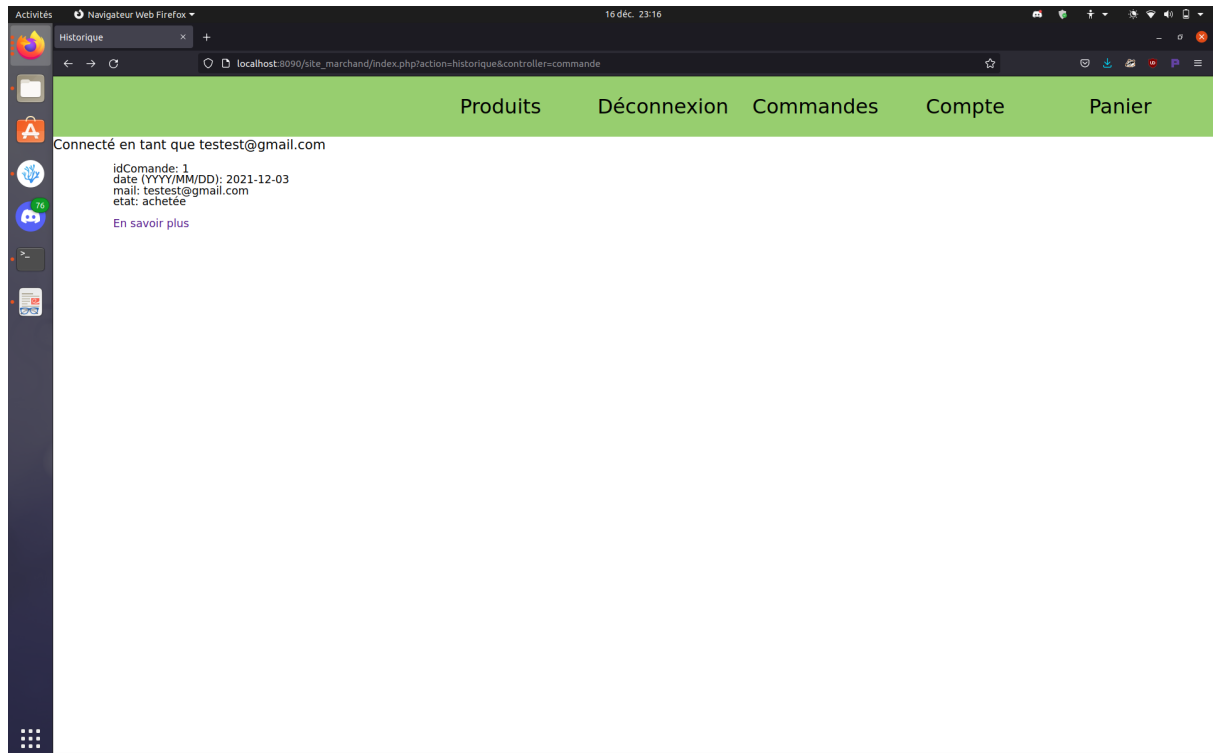 Activités Navigateur Web Firefox 16 déc. 23:16
Historique
localhost:8090/site_marchand/index.php?action=historique&controller=commande
Produits Déconnexion Commandes Compte Panier
Connecté en tant que testest@gmail.com
idComande: 1
date (YYYY/MM/DD): 2021-12-03
mail: testest@gmail.com
etat: achetée
En savoir plus
76